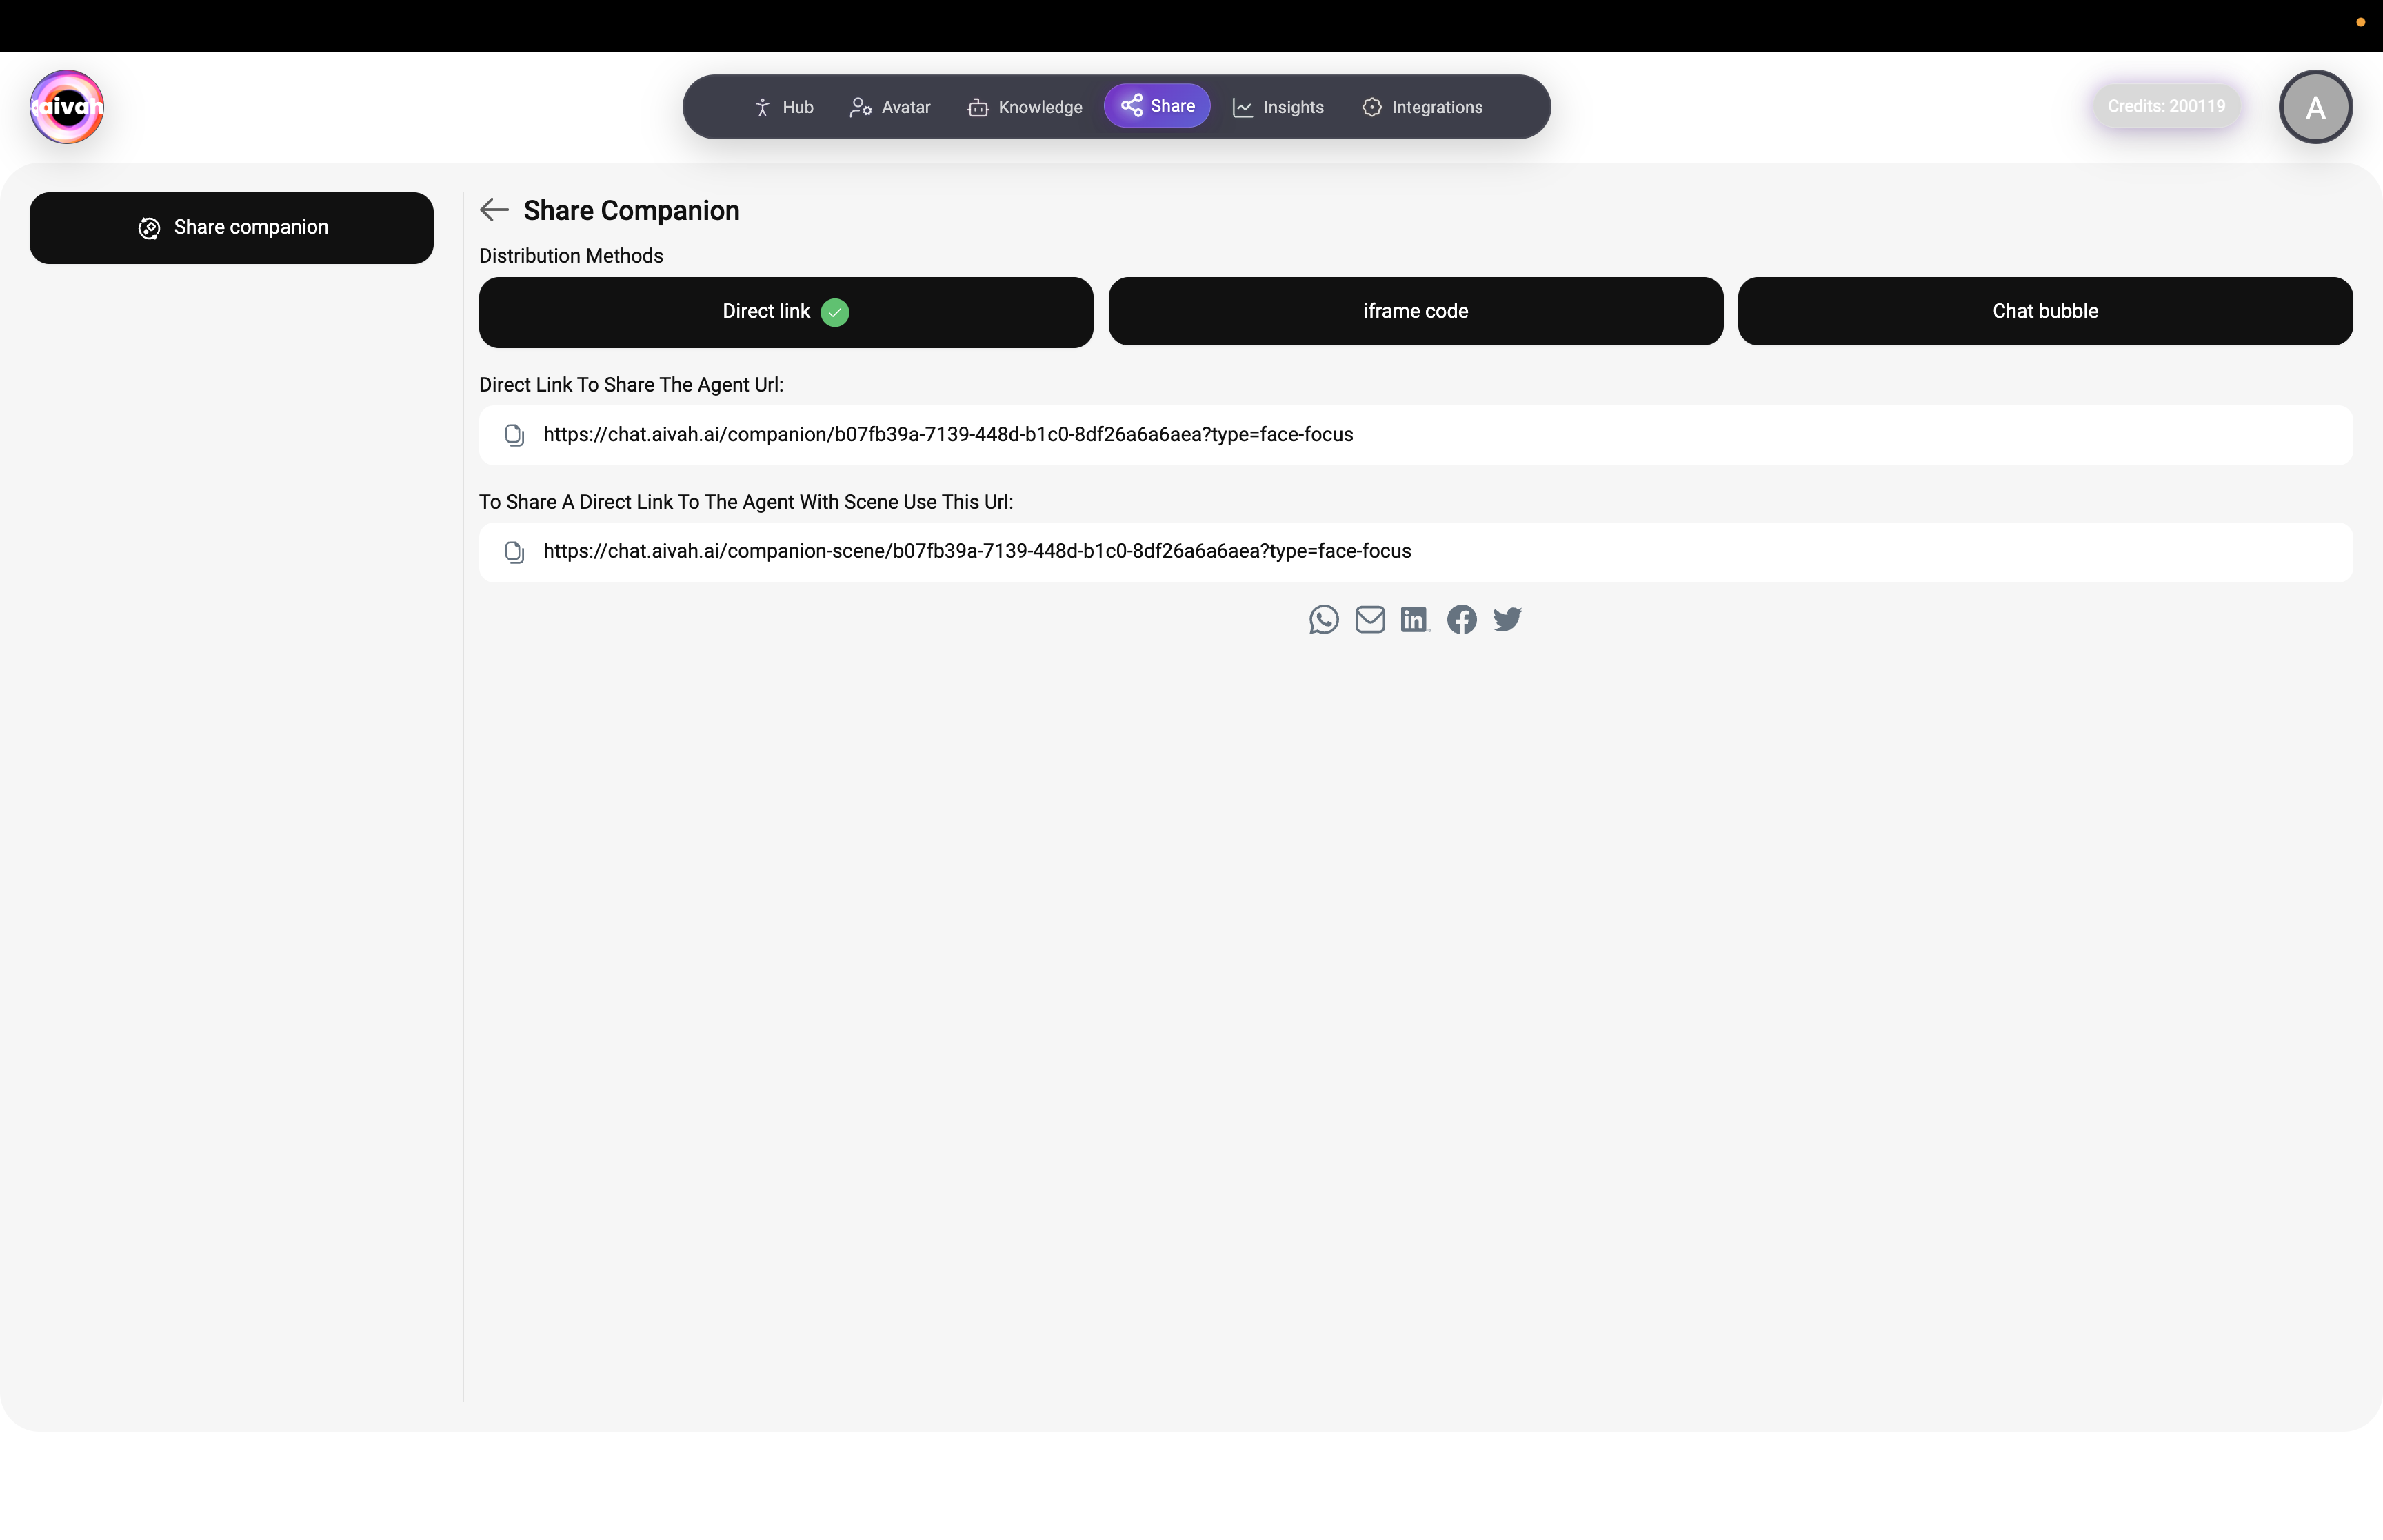 aivah
Hub
Avatar
Knowledge
Share
Insights
Integrations
Credits: 200119
A
Share companion
Share Companion
Distribution Methods
Direct link
iframe code
Chat bubble
Direct Link To Share The Agent Url:
https://chat.aivah.ai/companion/b07fb39a-7139-448d-b1c0-8df26a6a6aea?type=face-focus
To Share A Direct Link To The Agent With Scene Use This Url:
https://chat.aivah.ai/companion-scene/b07fb39a-7139-448d-b1c0-8df26a6a6aea?type=face-focus
in